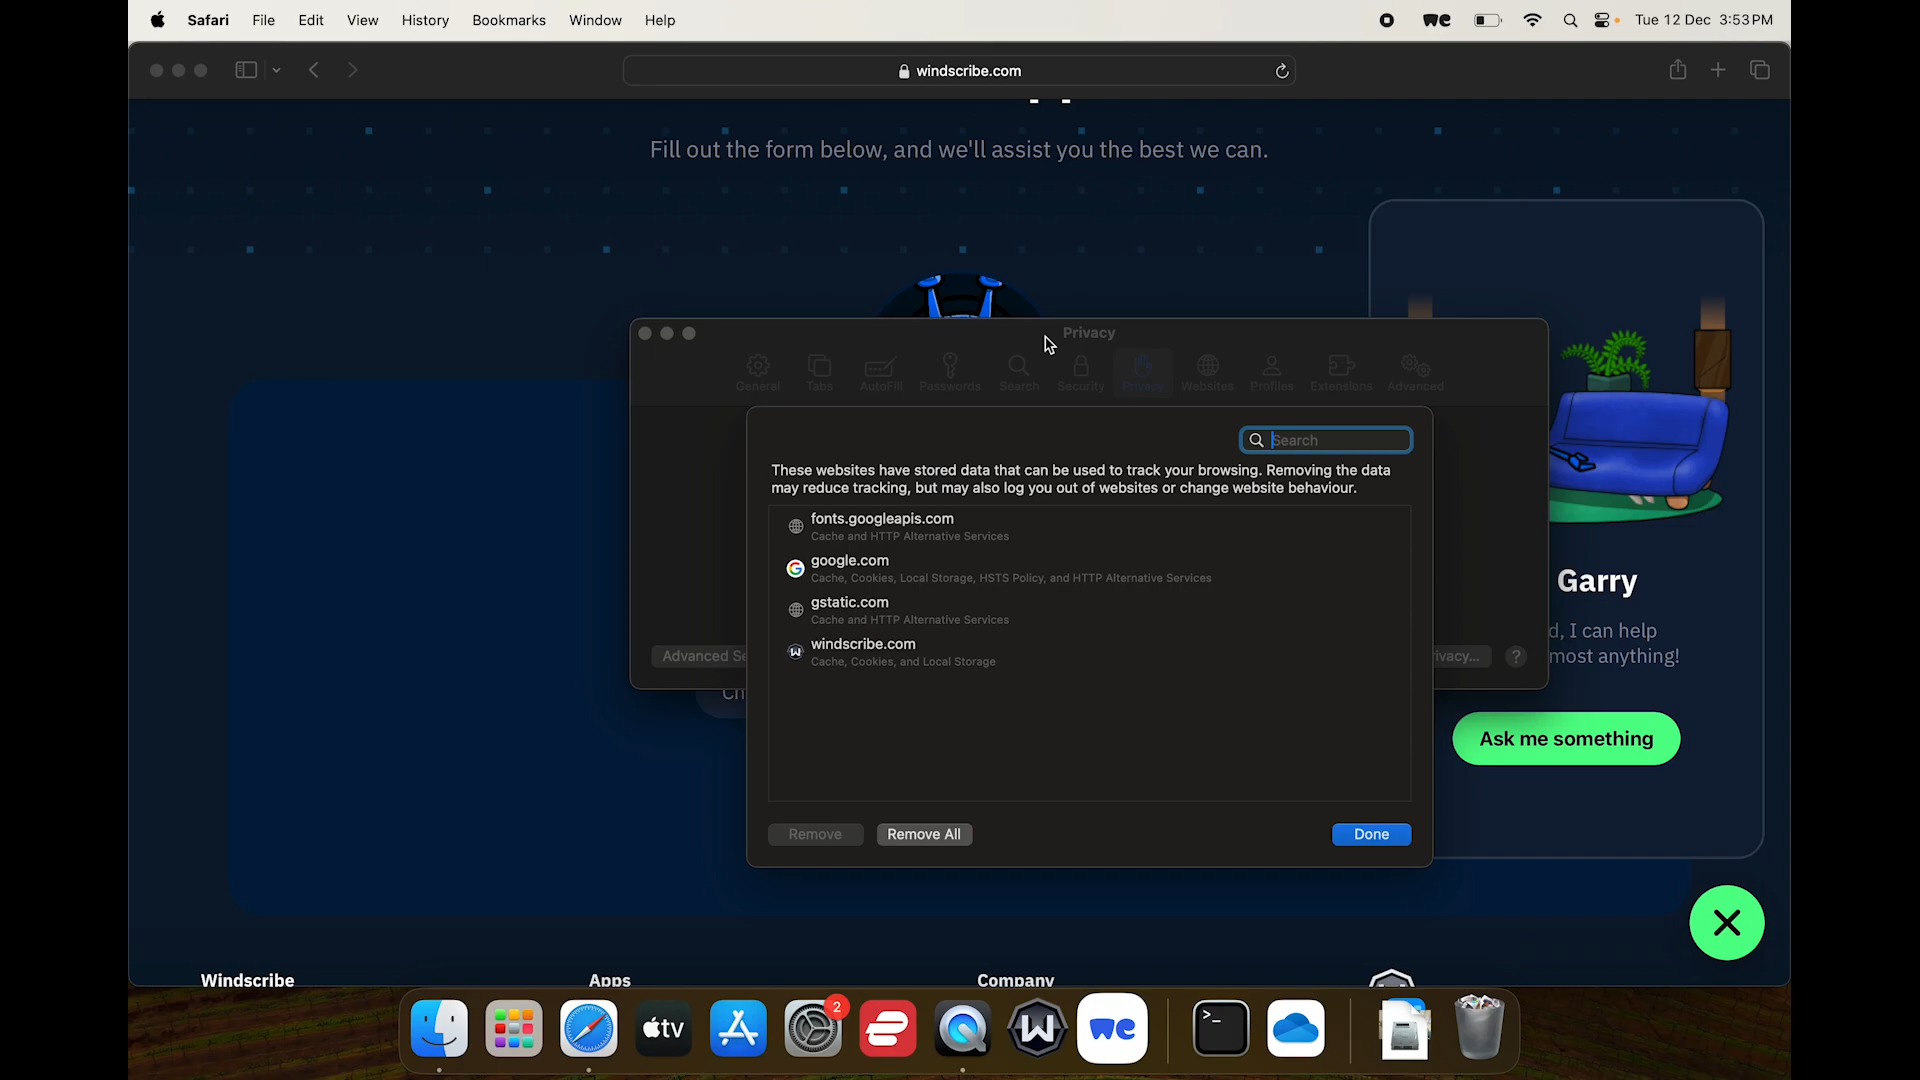 Safari File Edit View History Bookmarks Window Help Tue 12 Dec 3:53 PM
windscribe.com
Fill out the form below, and we'll assist you the best we can.
Privacy
General Tabs AutoFill Passwords Search Security Privacy Websites Profiles Extensions Advanced
Search
These websites have stored data that can be used to track your browsing. Removing the data
may reduce tracking, but may also log you out of websites or change website behaviour.
fonts.googleapis.com
Cache and HTTP Alternative Services
google.com
Cache, Cookies, Local Storage, HSTS Policy, and HTTP Alternative Services
gstatic.com
Cache and HTTP Alternative Services
windscribe.com
Cache, Cookies, and Local Storage
Remove Remove All Done
Advanced Se
ivacy... ?
Garry
d, I can help
most anything!
Ask me something
Windscribe Apps Company
tv
2